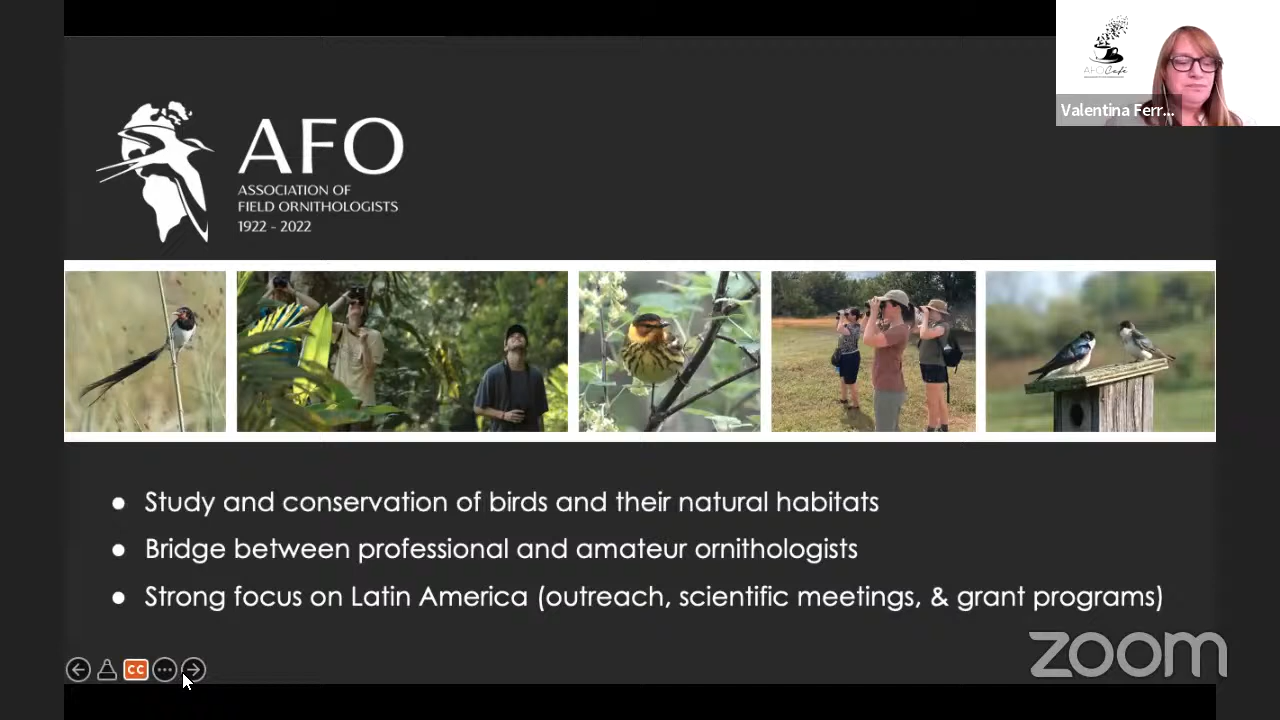 AFO Cafe
Valentina Ferr...
AFO
ASSOCIATION OF
FIELD ORNITHOLOGISTS
1922 - 2022
● Study and conservation of birds and their natural habitats
● Bridge between professional and amateur ornithologists
● Strong focus on Latin America (outreach, scientific meetings, & grant programs)
CC
zoom